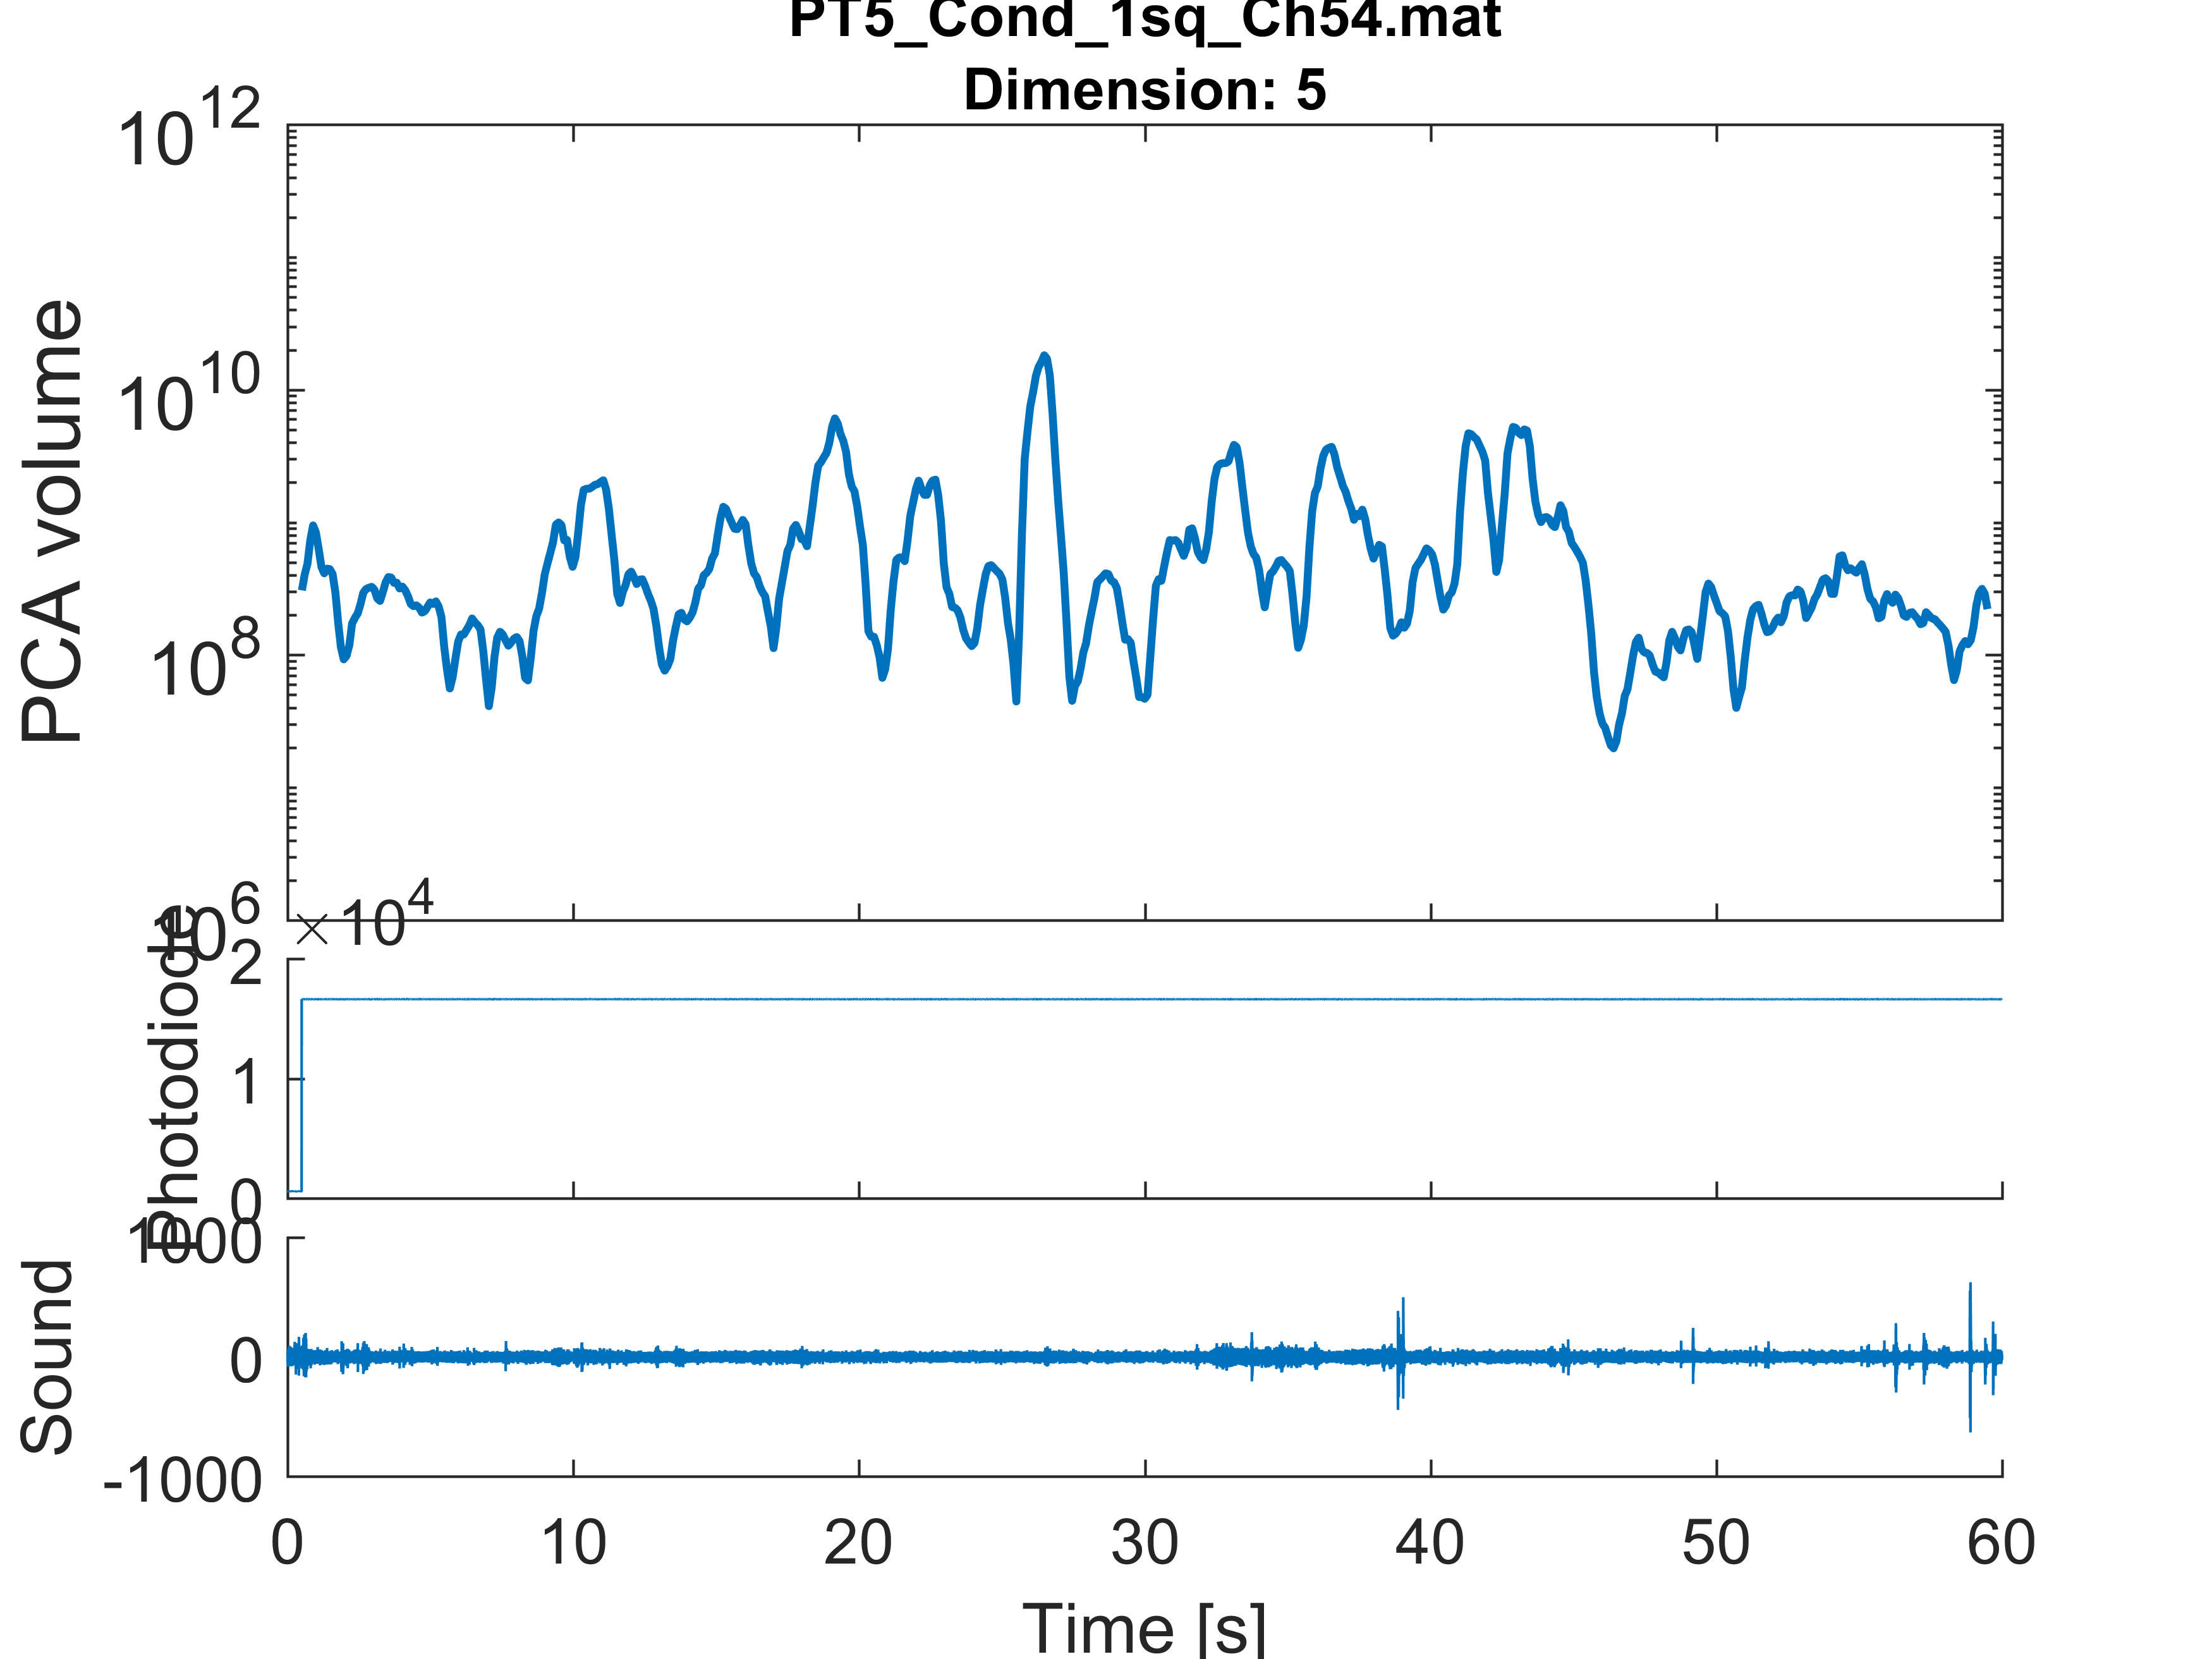 PT5_Cond_1sq_Ch54.mat
Dimension: 5
10^12
10^10
10^8
10^6
PCA volume
×10^4
2
1
0
Photodiode
1000
0
-1000
Sound
0 10 20 30 40 50 60
Time [s]